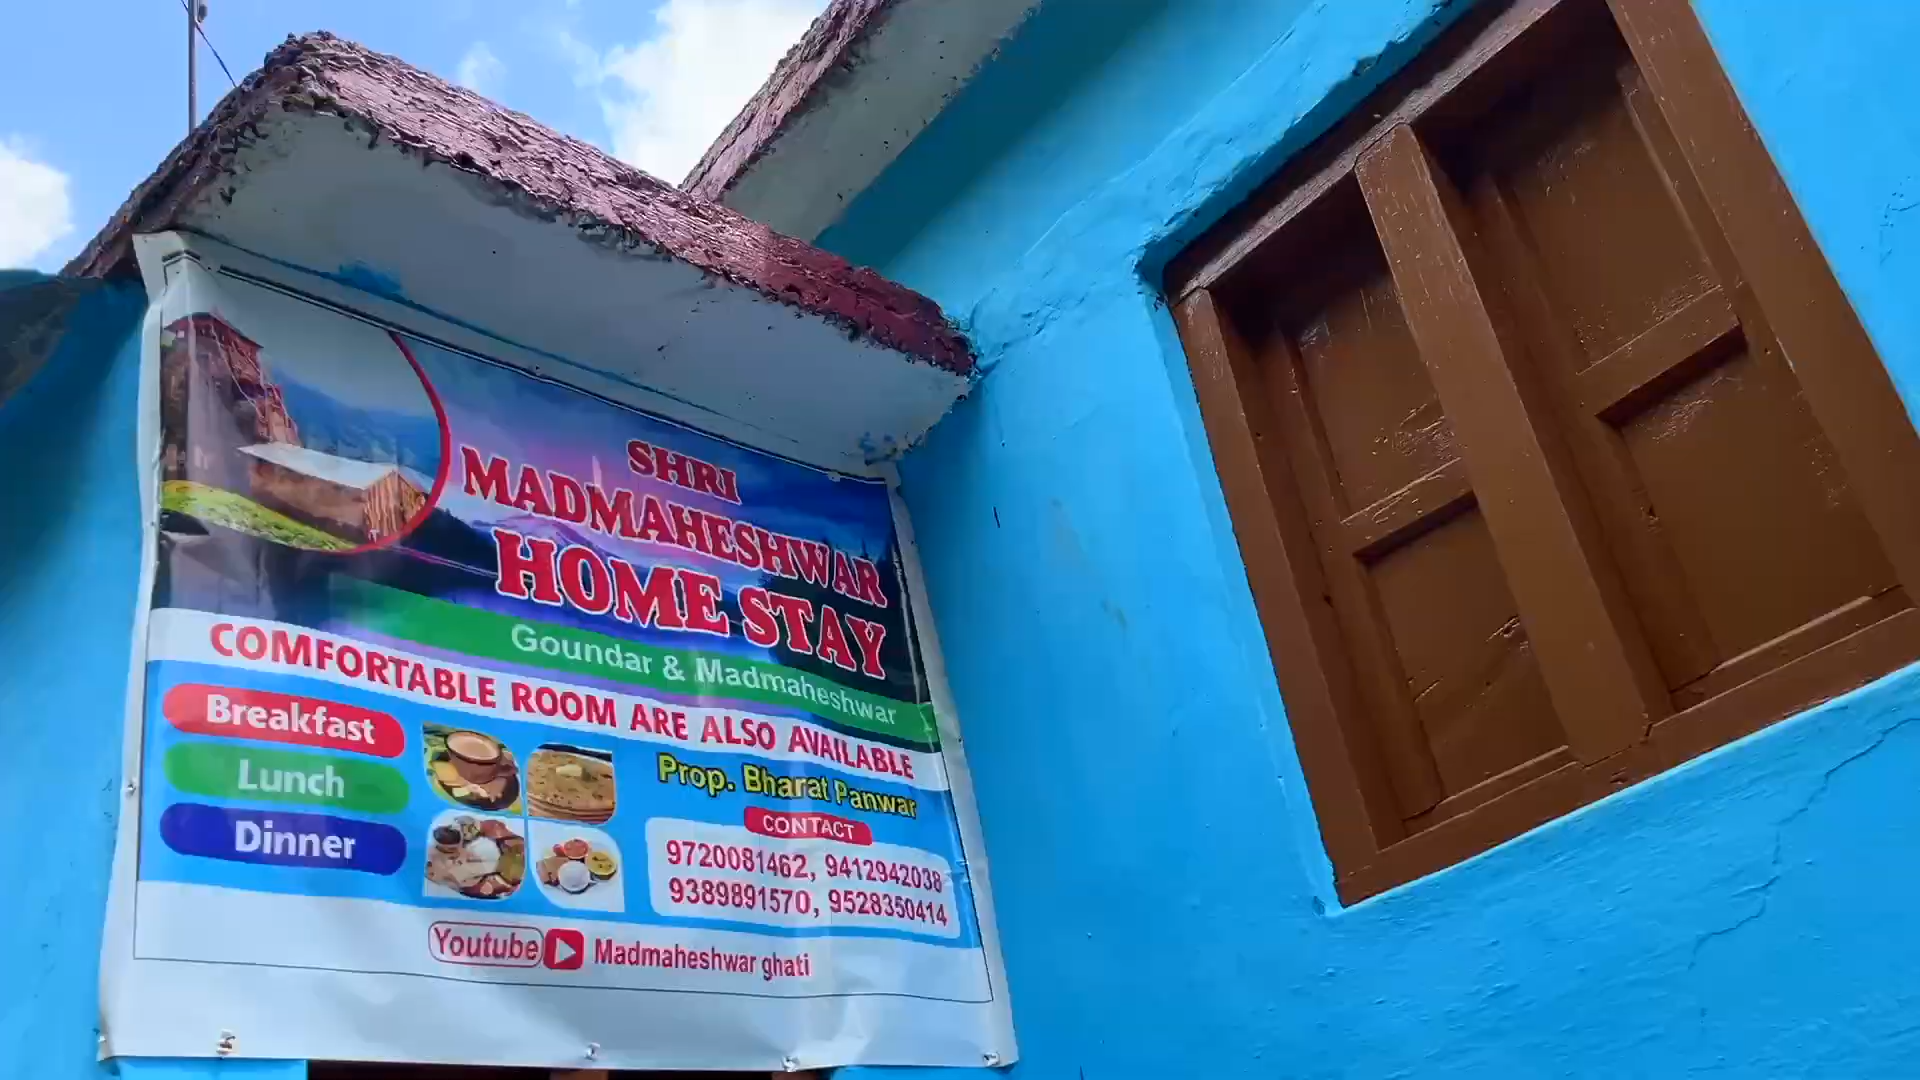 SHRI
MADMAHESHWAR
HOME STAY
Goundar & Madmaheshwar
COMFORTABLE ROOM ARE ALSO AVAILABLE
Breakfast
Lunch
Dinner
Prop. Bharat Panwar
CONTACT
9720081462, 9412942038
9389891570, 9528350414
Youtube Madmaheshwar ghati